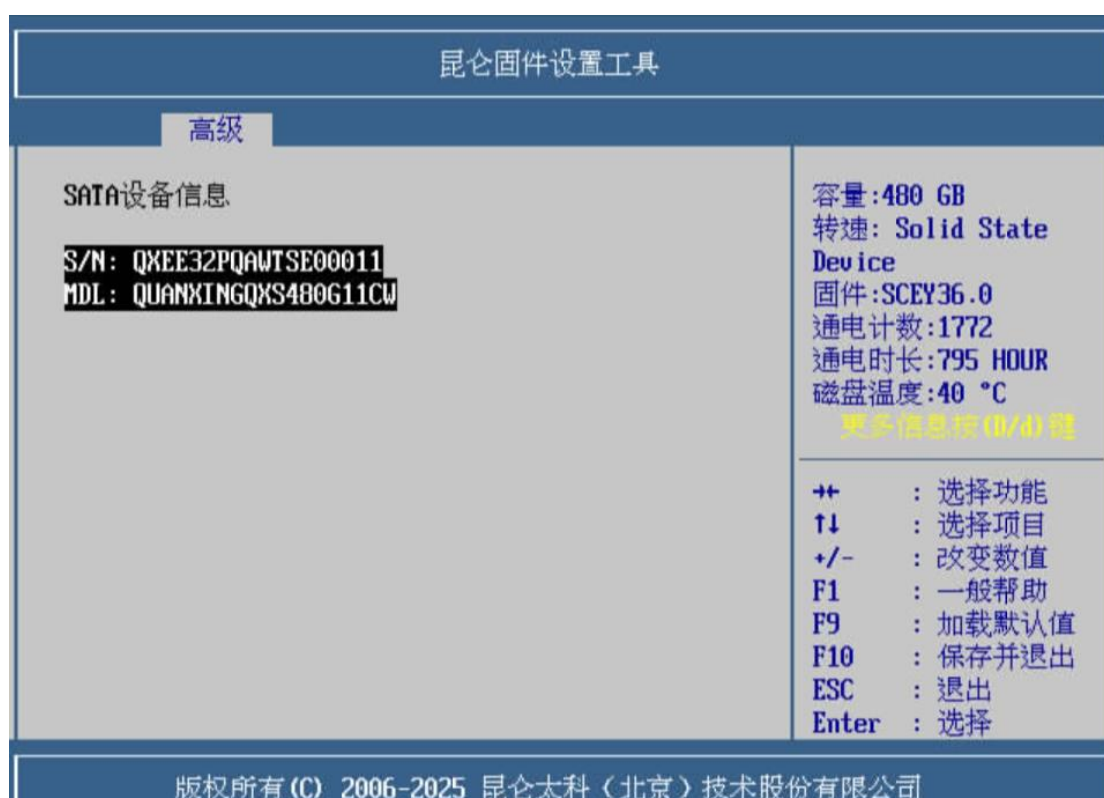 昆仑固件设置工具
高级
SATA设备信息
S/N: QXEE32PQAWTSE00011
MDL: QUANXINGQXS480G11CW
容量:480 GB
转速: Solid State
Device
固件:SCEY36.0
通电计数:1772
通电时长:795 HOUR
磁盘温度:40 °C
更多信息按(D/d)键
→← : 选择功能
↑↓ : 选择项目
+/- : 改变数值
F1 : 一般帮助
F9 : 加载默认值
F10 : 保存并退出
ESC : 退出
Enter : 选择
版权所有(C) 2006-2025 昆仑太科（北京）技术股份有限公司